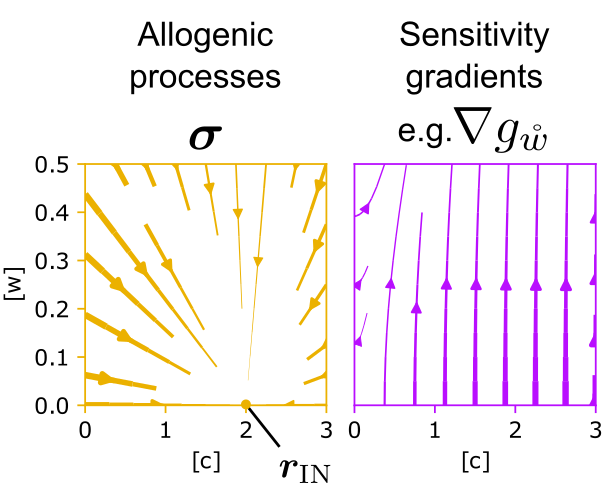 Allogenic
processes
σ
Sensitivity
gradients
e.g.∇g_ẘ
0.5
0.4
0.3
0.2
0.1
0.0
[w]
0 1 2 3
[c]
r_IN
0 1 2 3
[c]